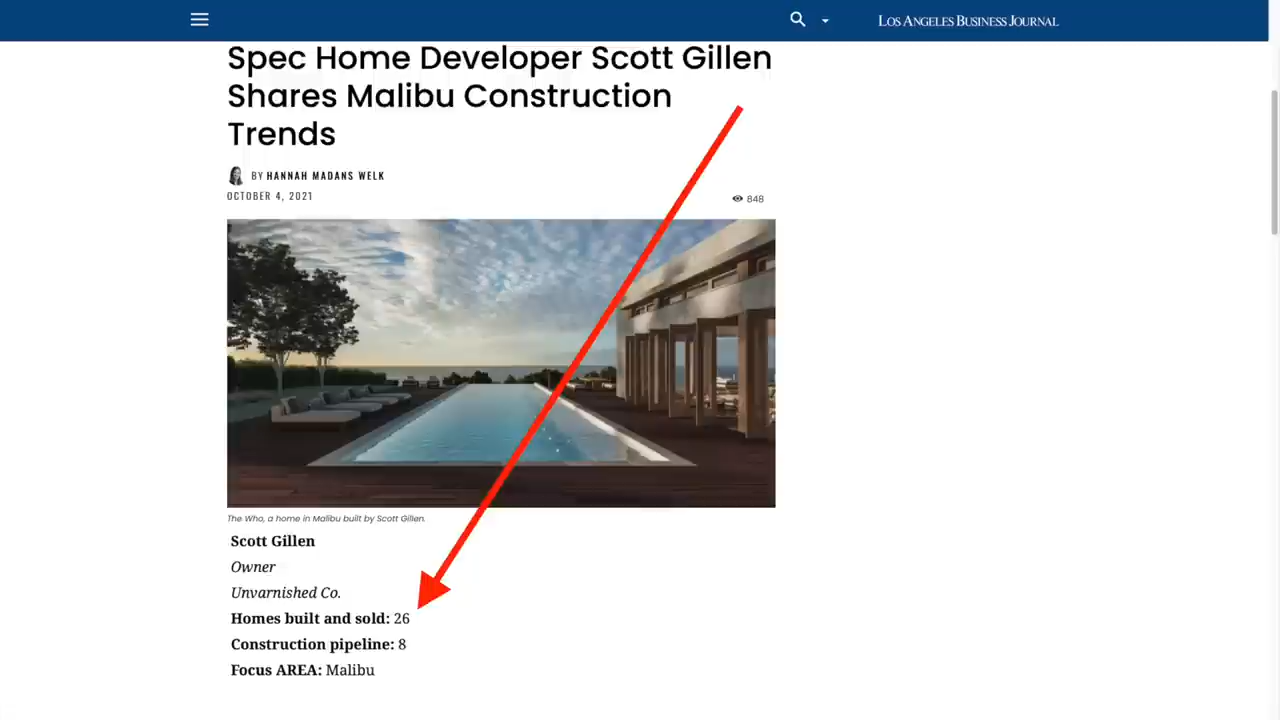 LOS ANGELES BUSINESS JOURNAL
Spec Home Developer Scott Gillen
Shares Malibu Construction
Trends
BY HANNAH MADANS WELK
OCTOBER 4, 2021
848
The Who, a home in Malibu built by Scott Gillen.
Scott Gillen
Owner
Unvarnished Co.
Homes built and sold: 26
Construction pipeline: 8
Focus AREA: Malibu